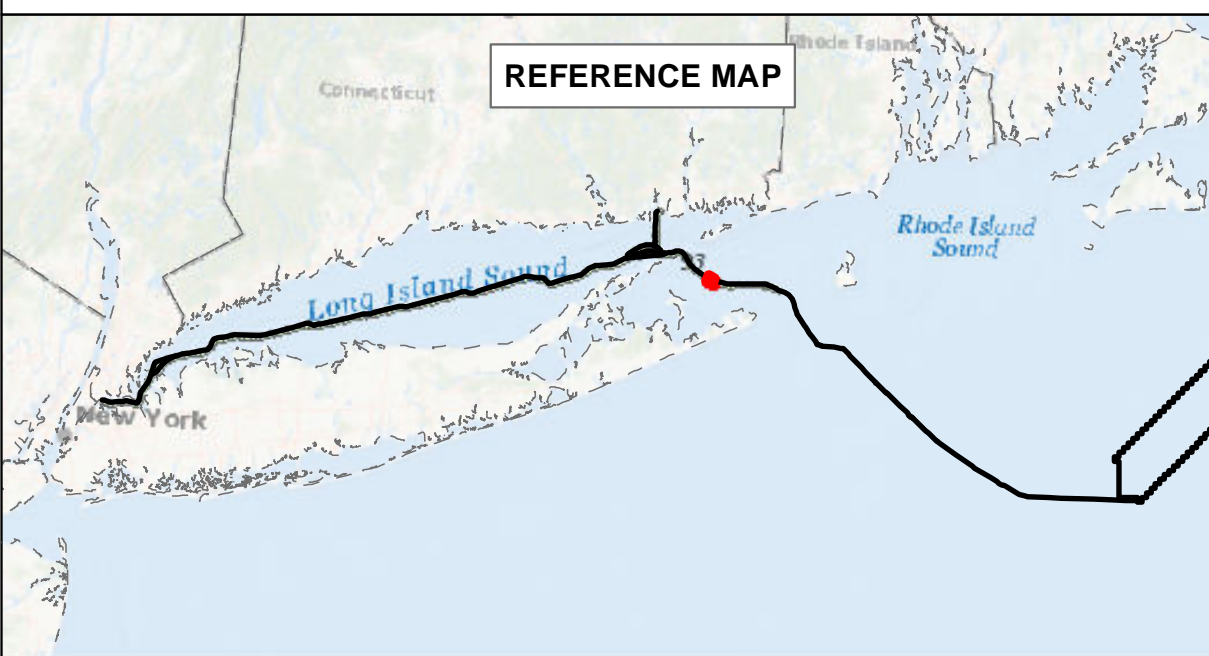 Rhode Island
REFERENCE MAP
Connecticut
Rhode Island
Sound
Long Island Sound
New York